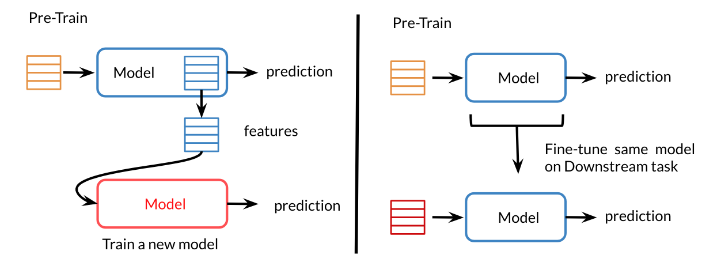 Pre-Train
Model
prediction
features
Model
prediction
Train a new model
Pre-Train
Model
prediction
Fine-tune same model
on Downstream task
Model
prediction